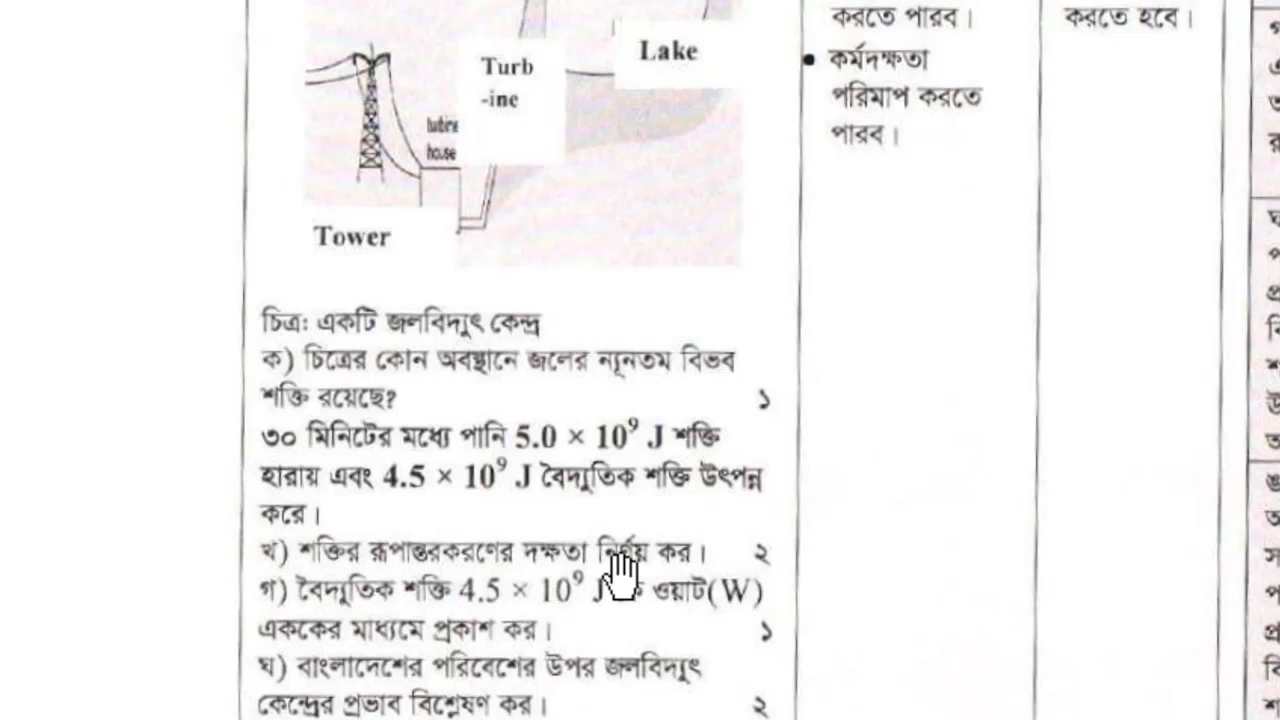 করতে পারব।
করতে হবে।
Lake
Turb
-ine
• কর্মদক্ষতা
পরিমাপ করতে
পারব।
tubine
house
Tower
চিত্র: একটি জলবিদ্যুৎ কেন্দ্র
ক) চিত্রের কোন অবস্থানে জলের ন্যূনতম বিভব
শক্তি রয়েছে? ১
৩০ মিনিটের মধ্যে পানি 5.0 × 10⁹ J শক্তি
হারায় এবং 4.5 × 10⁹ J বৈদ্যুতিক শক্তি উৎপন্ন
করে।
খ) শক্তির রূপান্তরকরণের দক্ষতা নির্ণয় কর। ২
গ) বৈদ্যুতিক শক্তি 4.5 × 10⁹ J ওয়াট(W)
এককের মাধ্যমে প্রকাশ কর। ১
ঘ) বাংলাদেশের পরিবেশের উপর জলবিদ্যুৎ
কেন্দ্রের প্রভাব বিশ্লেষণ কর। ২